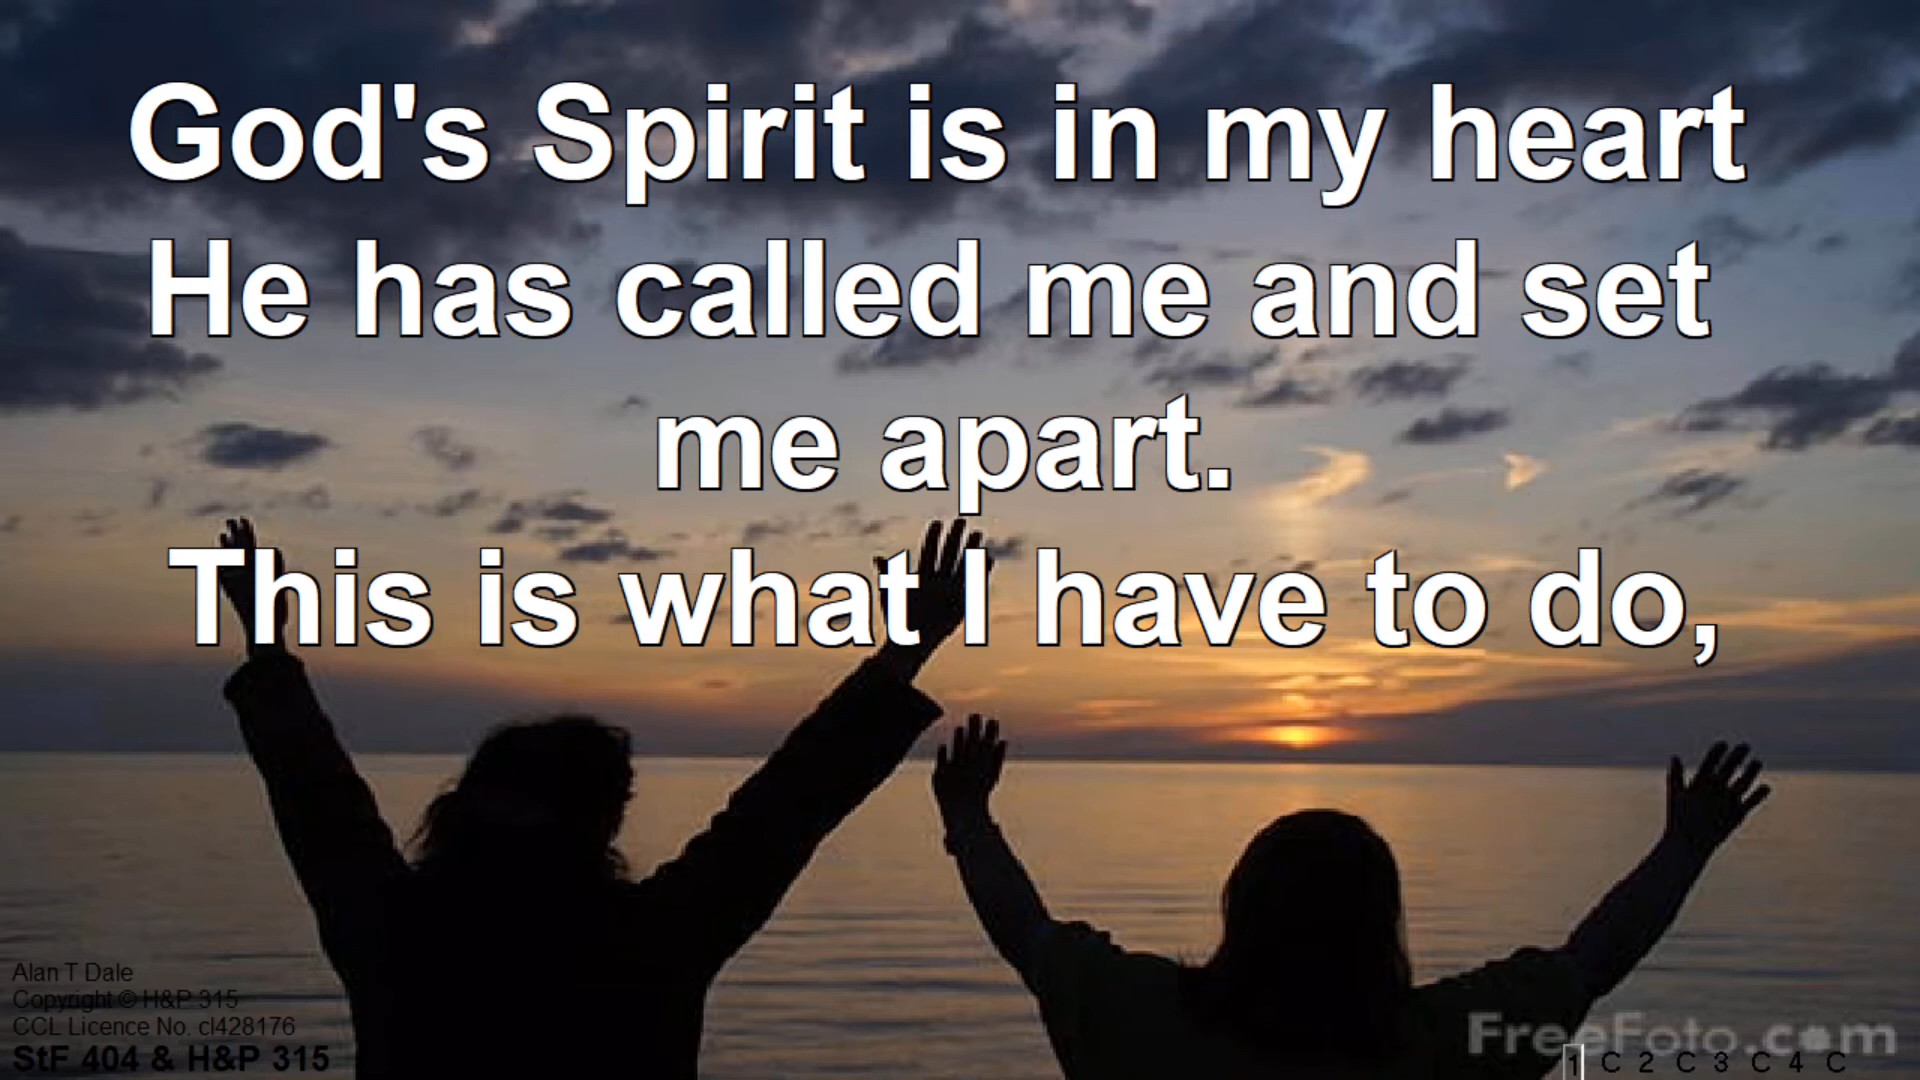 God's Spirit is in my heart
He has called me and set
me apart.
This is what I have to do,
Alan T Dale
Copyright © H&P 315
CCL Licence No. cl428176
StF 404 & H&P 315
FreeFoto.com
1 C 2 C 3 C 4 C